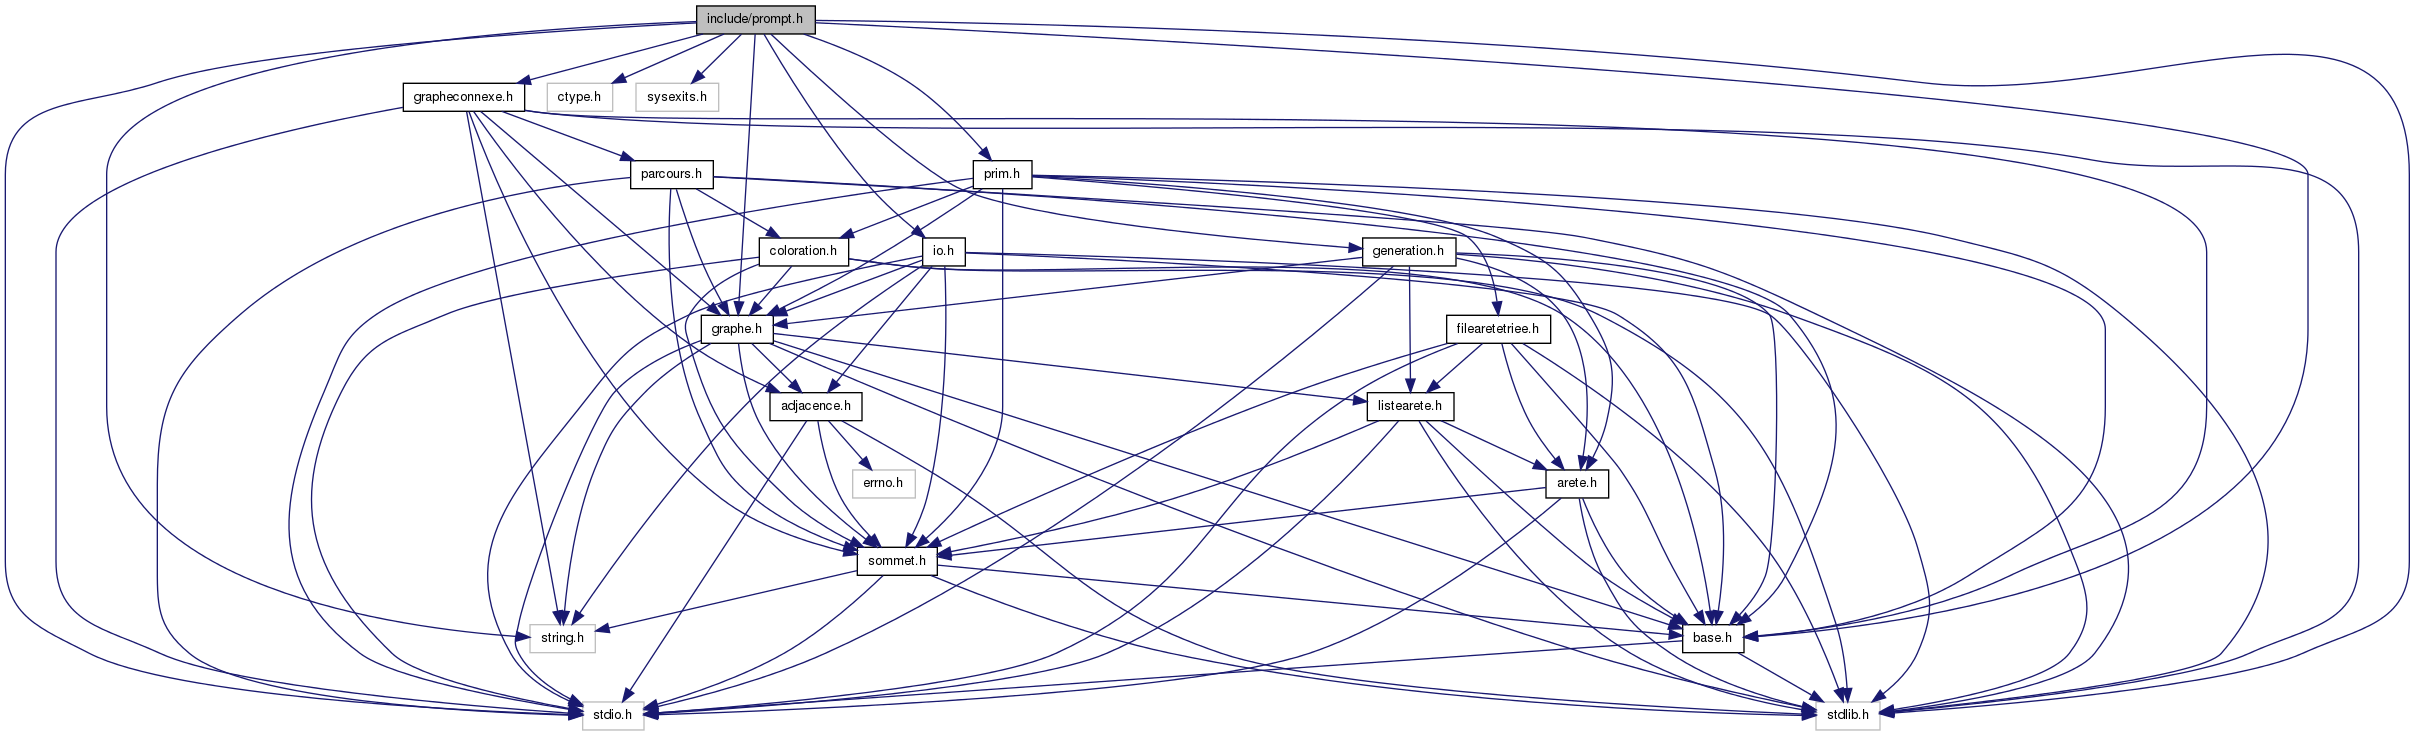 include/prompt.h
grapheconnexe.h
ctype.h
sysexits.h
parcours.h
prim.h
coloration.h
io.h
generation.h
graphe.h
filearetetriee.h
adjacence.h
listearete.h
errno.h
arete.h
sommet.h
string.h
base.h
stdio.h
stdlib.h